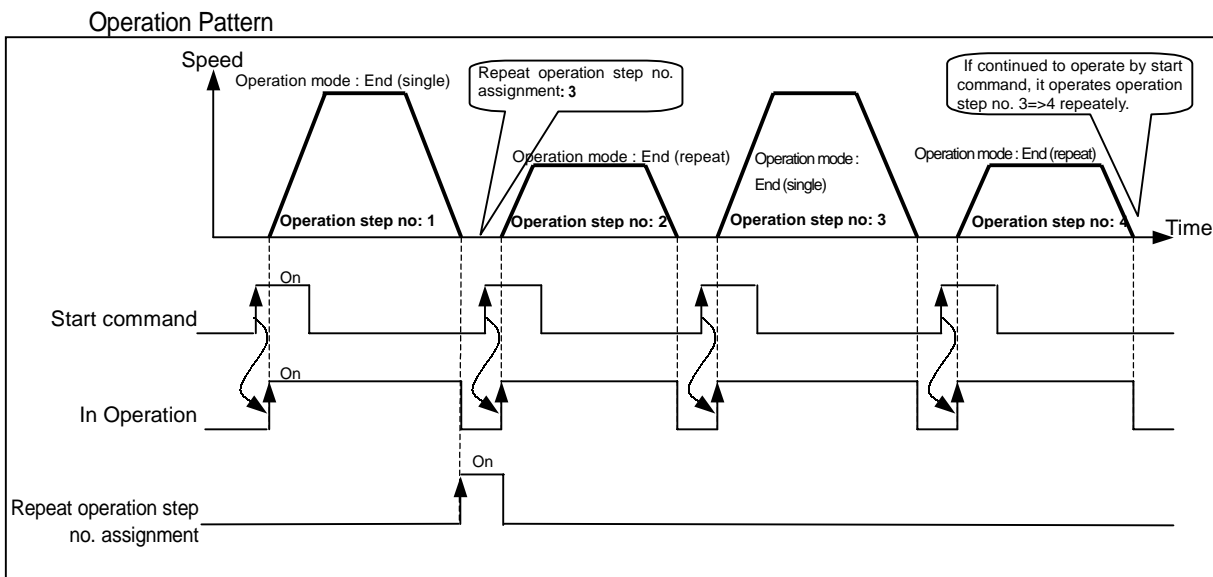 Operation Pattern
Speed
Operation mode : End (single)
Repeat operation step no.
assignment: 3
If continued to operate by start
command, it operates operation
step no. 3=>4 repeately.
Operation mode : End (repeat)
Operation mode :
End (single)
Operation mode : End (repeat)
Operation step no: 1
Operation step no: 2
Operation step no: 3
Operation step no: 4
Time
On
Start command
On
In Operation
On
Repeat operation step
no. assignment